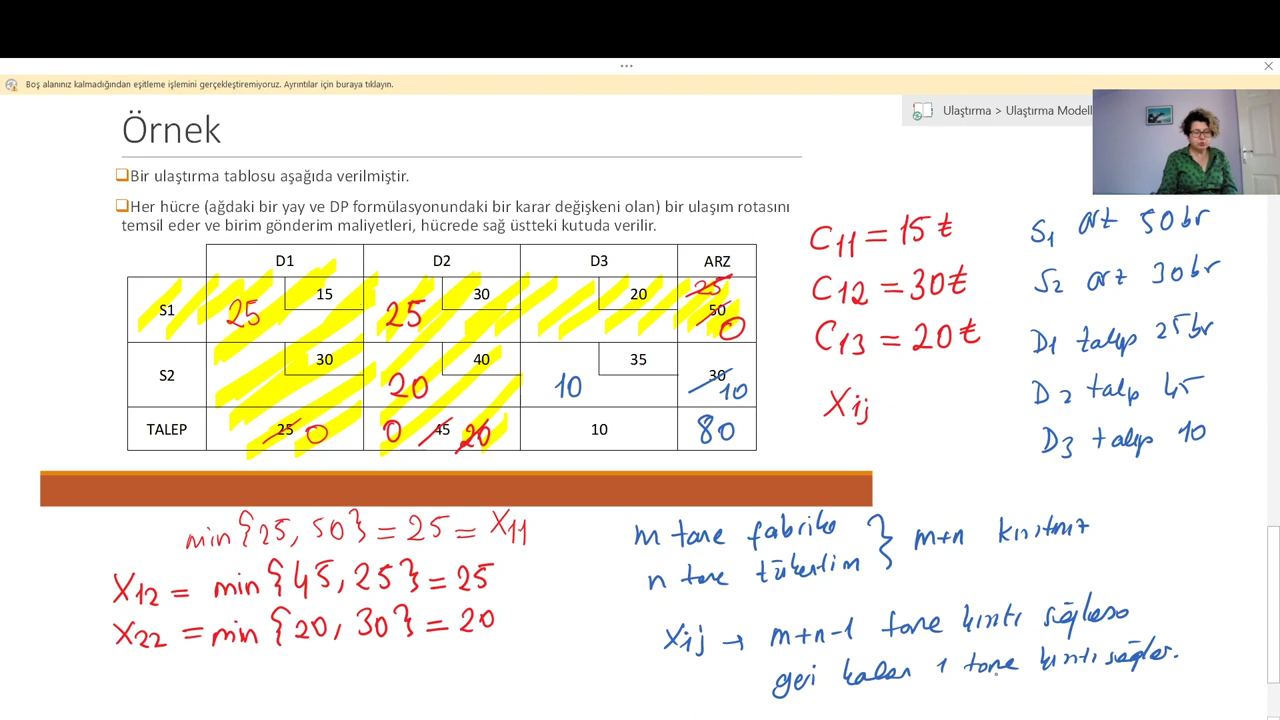 Boş alanınız kalmadığından eşitleme işlemini gerçekleştiremiyoruz. Ayrıntılar için buraya tıklayın.
Örnek
Ulaştırma > Ulaştırma Modell
Bir ulaştırma tablosu aşağıda verilmiştir.
Her hücre (ağdaki bir yay ve DP formülasyonundaki bir karar değişkeni olan) bir ulaşım rotasını
temsil eder ve birim gönderim maliyetleri, hücrede sağ üstteki kutuda verilir.
D1 D2 D3 ARZ
S1 25 15 25 30 20 25 50 0
S2 30 20 40 10 35 30 10
TALEP 25 0 0 45 20 10 80
C11 = 15 ₺
C12 = 30 ₺
C13 = 20 ₺
Xij
S1 arz 50 br
S2 arz 30 br
D1 talep 25 br
D2 talp 45
D3 talep 10
min{25, 50} = 25 = X11
X12 = min{45, 25} = 25
X22 = min{20, 30} = 20
m tane fabrika
n tane tüketim } m+n kısıtımız
Xij → m+n-1 tane kısıtı sağlasa
geri kalan 1 tane kısıtı sağlar.